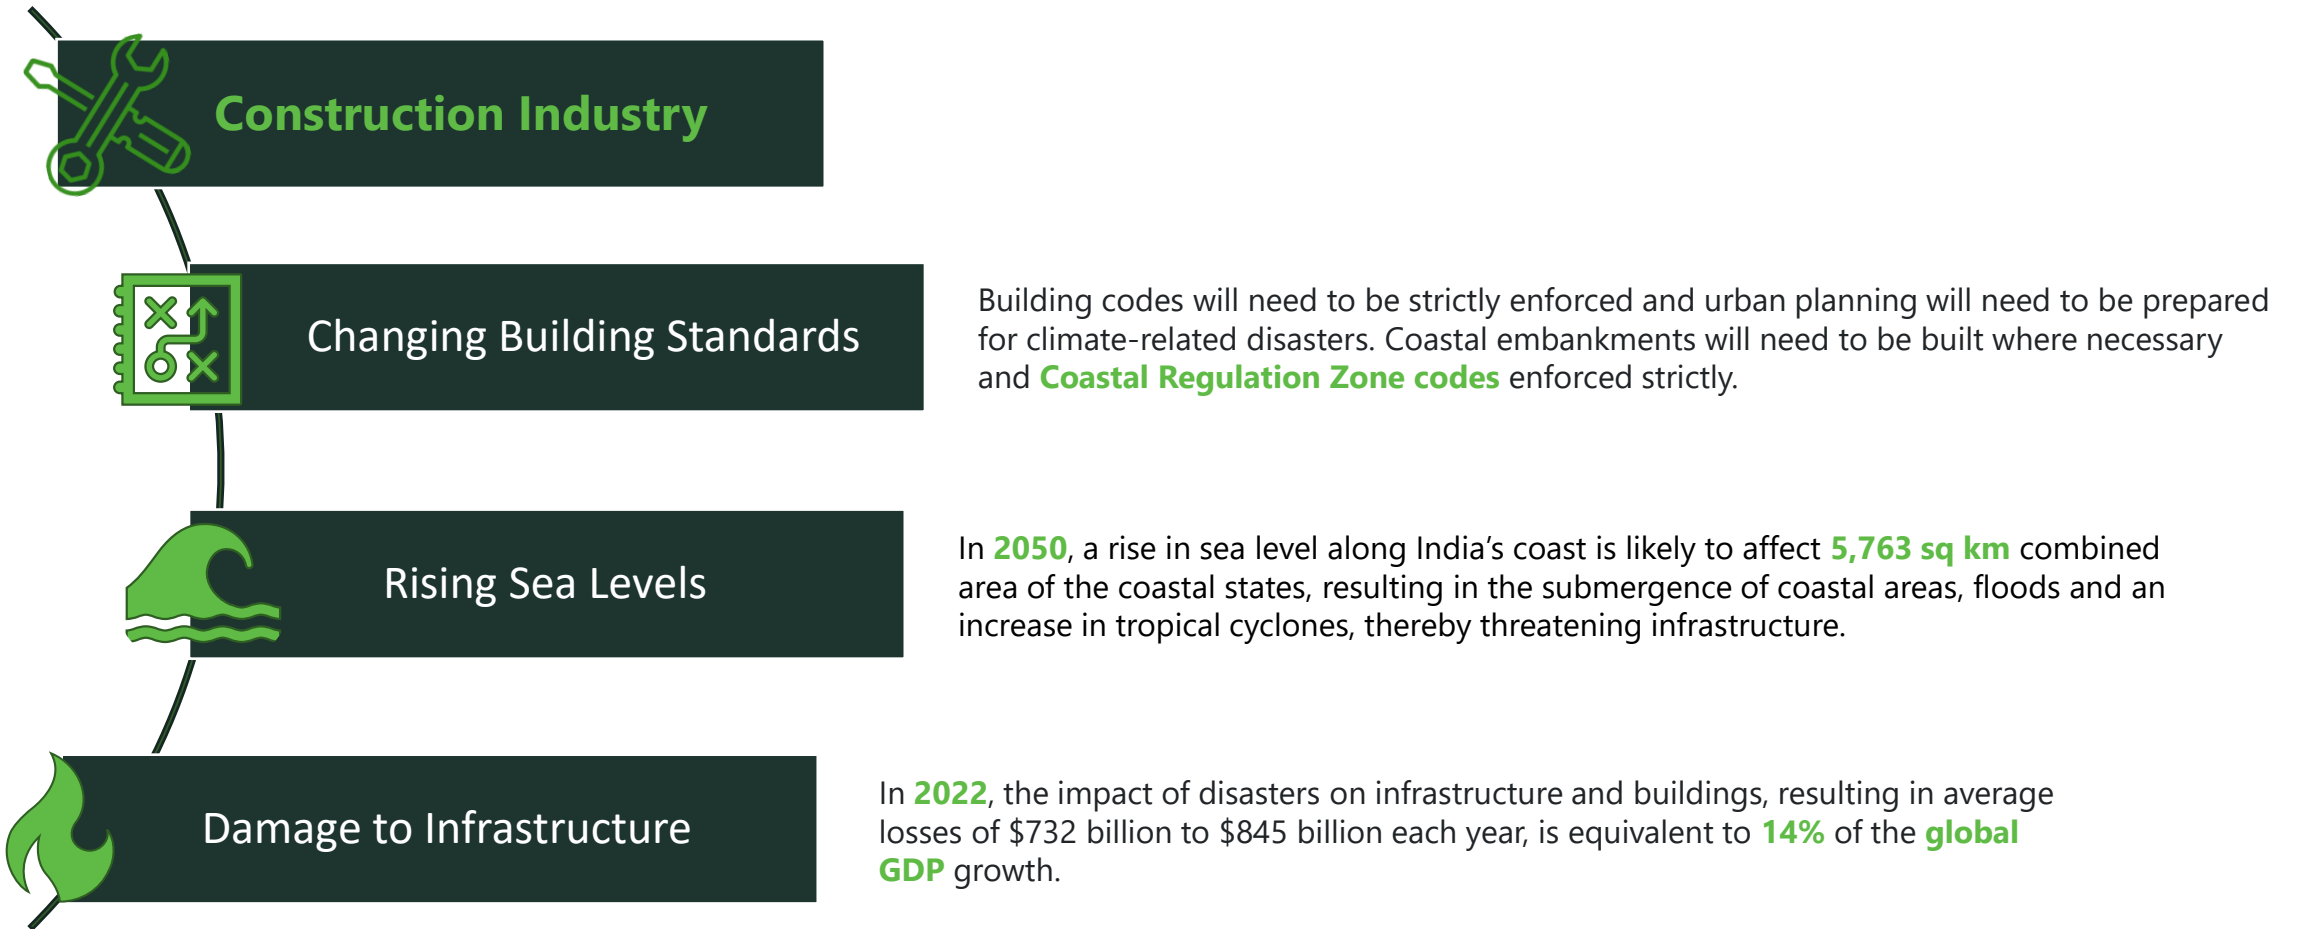 Construction Industry
Changing Building Standards
Building codes will need to be strictly enforced and urban planning will need to be prepared
for climate-related disasters. Coastal embankments will need to be built where necessary
and Coastal Regulation Zone codes enforced strictly.
Rising Sea Levels
In 2050, a rise in sea level along India’s coast is likely to affect 5,763 sq km combined
area of the coastal states, resulting in the submergence of coastal areas, floods and an
increase in tropical cyclones, thereby threatening infrastructure.
Damage to Infrastructure
In 2022, the impact of disasters on infrastructure and buildings, resulting in average
losses of $732 billion to $845 billion each year, is equivalent to 14% of the global
GDP growth.